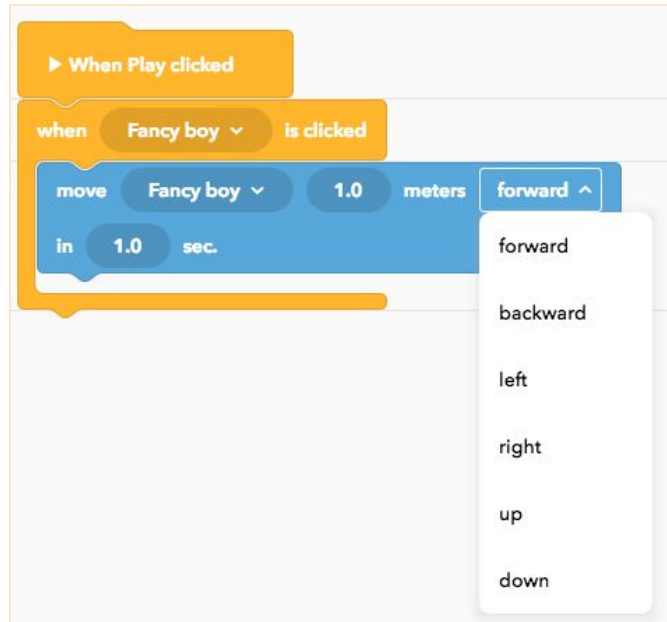 When Play clicked
when Fancy boy is clicked
move Fancy boy 1.0 meters forward
in 1.0 sec.
forward
backward
left
right
up
down